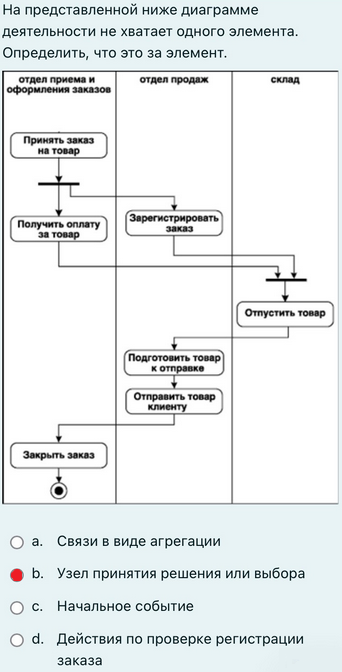 На представленной ниже диаграмме
деятельности не хватает одного элемента.
Определить, что это за элемент.
отдел приема и
оформления заказов
отдел продаж
склад
Принять заказ
на товар
Получить оплату
за товар
Зарегистрировать
заказ
Отпустить товар
Подготовить товар
к отправке
Отправить товар
клиенту
Закрыть заказ
a. Связи в виде агрегации
b. Узел принятия решения или выбора
c. Начальное событие
d. Действия по проверке регистрации
заказа